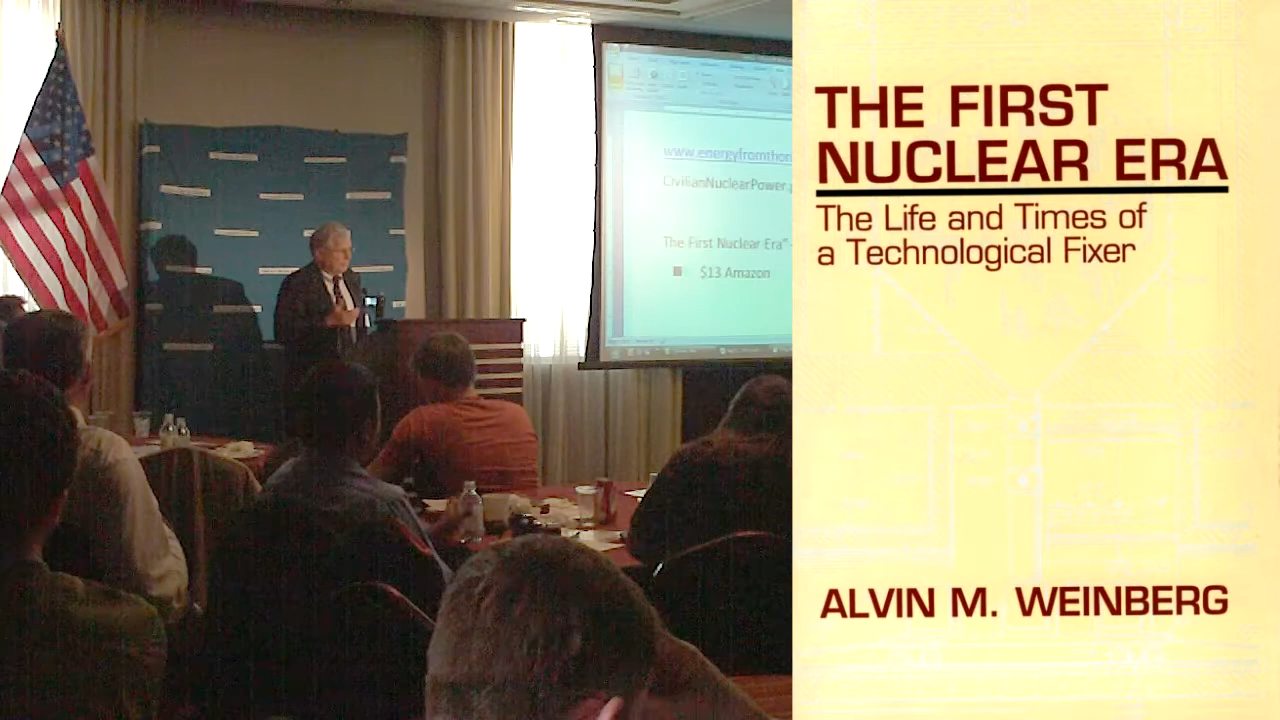 www.energyfromthor
CivilianNuclearPower.
The First Nuclear Era"
$13 Amazon
THE FIRST
NUCLEAR ERA
The Life and Times of
a Technological Fixer
ALVIN M. WEINBERG